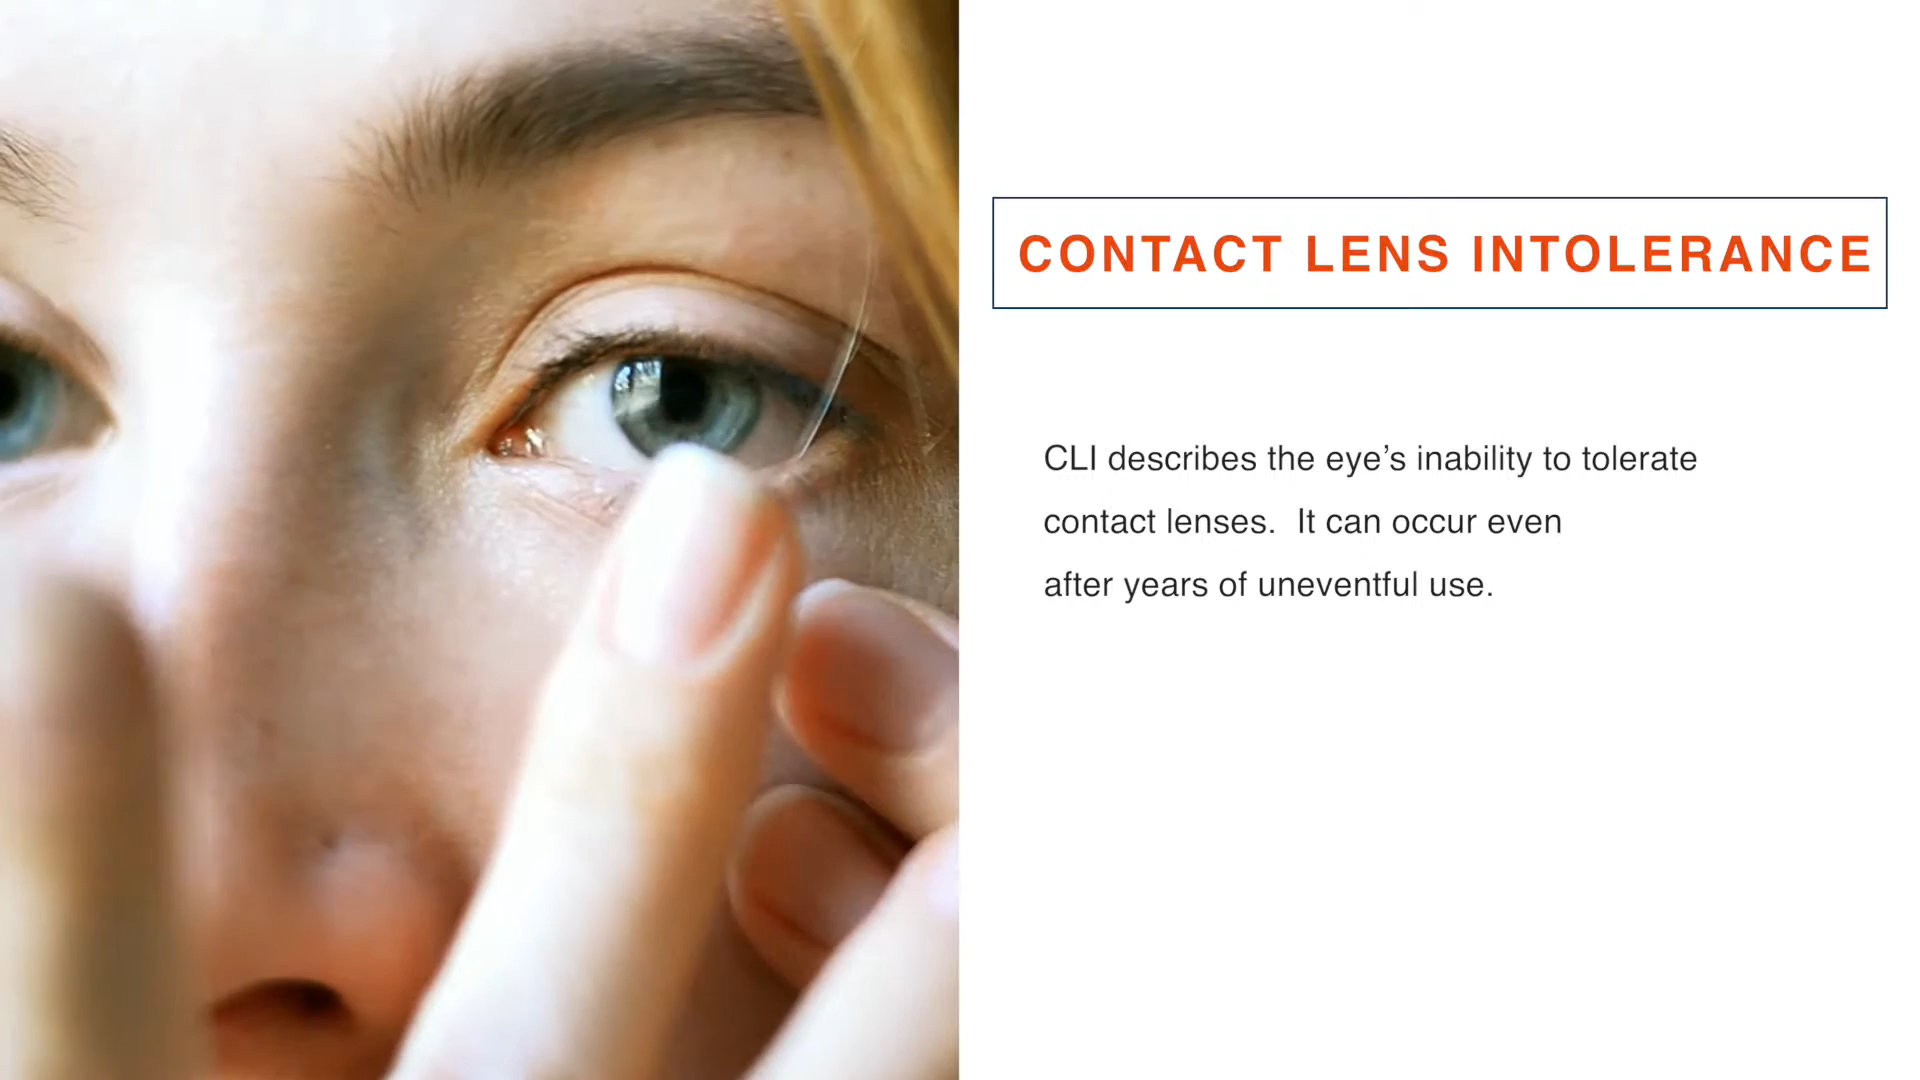 CONTACT LENS INTOLERANCE
CLI describes the eye’s inability to tolerate
contact lenses.  It can occur even
after years of uneventful use.